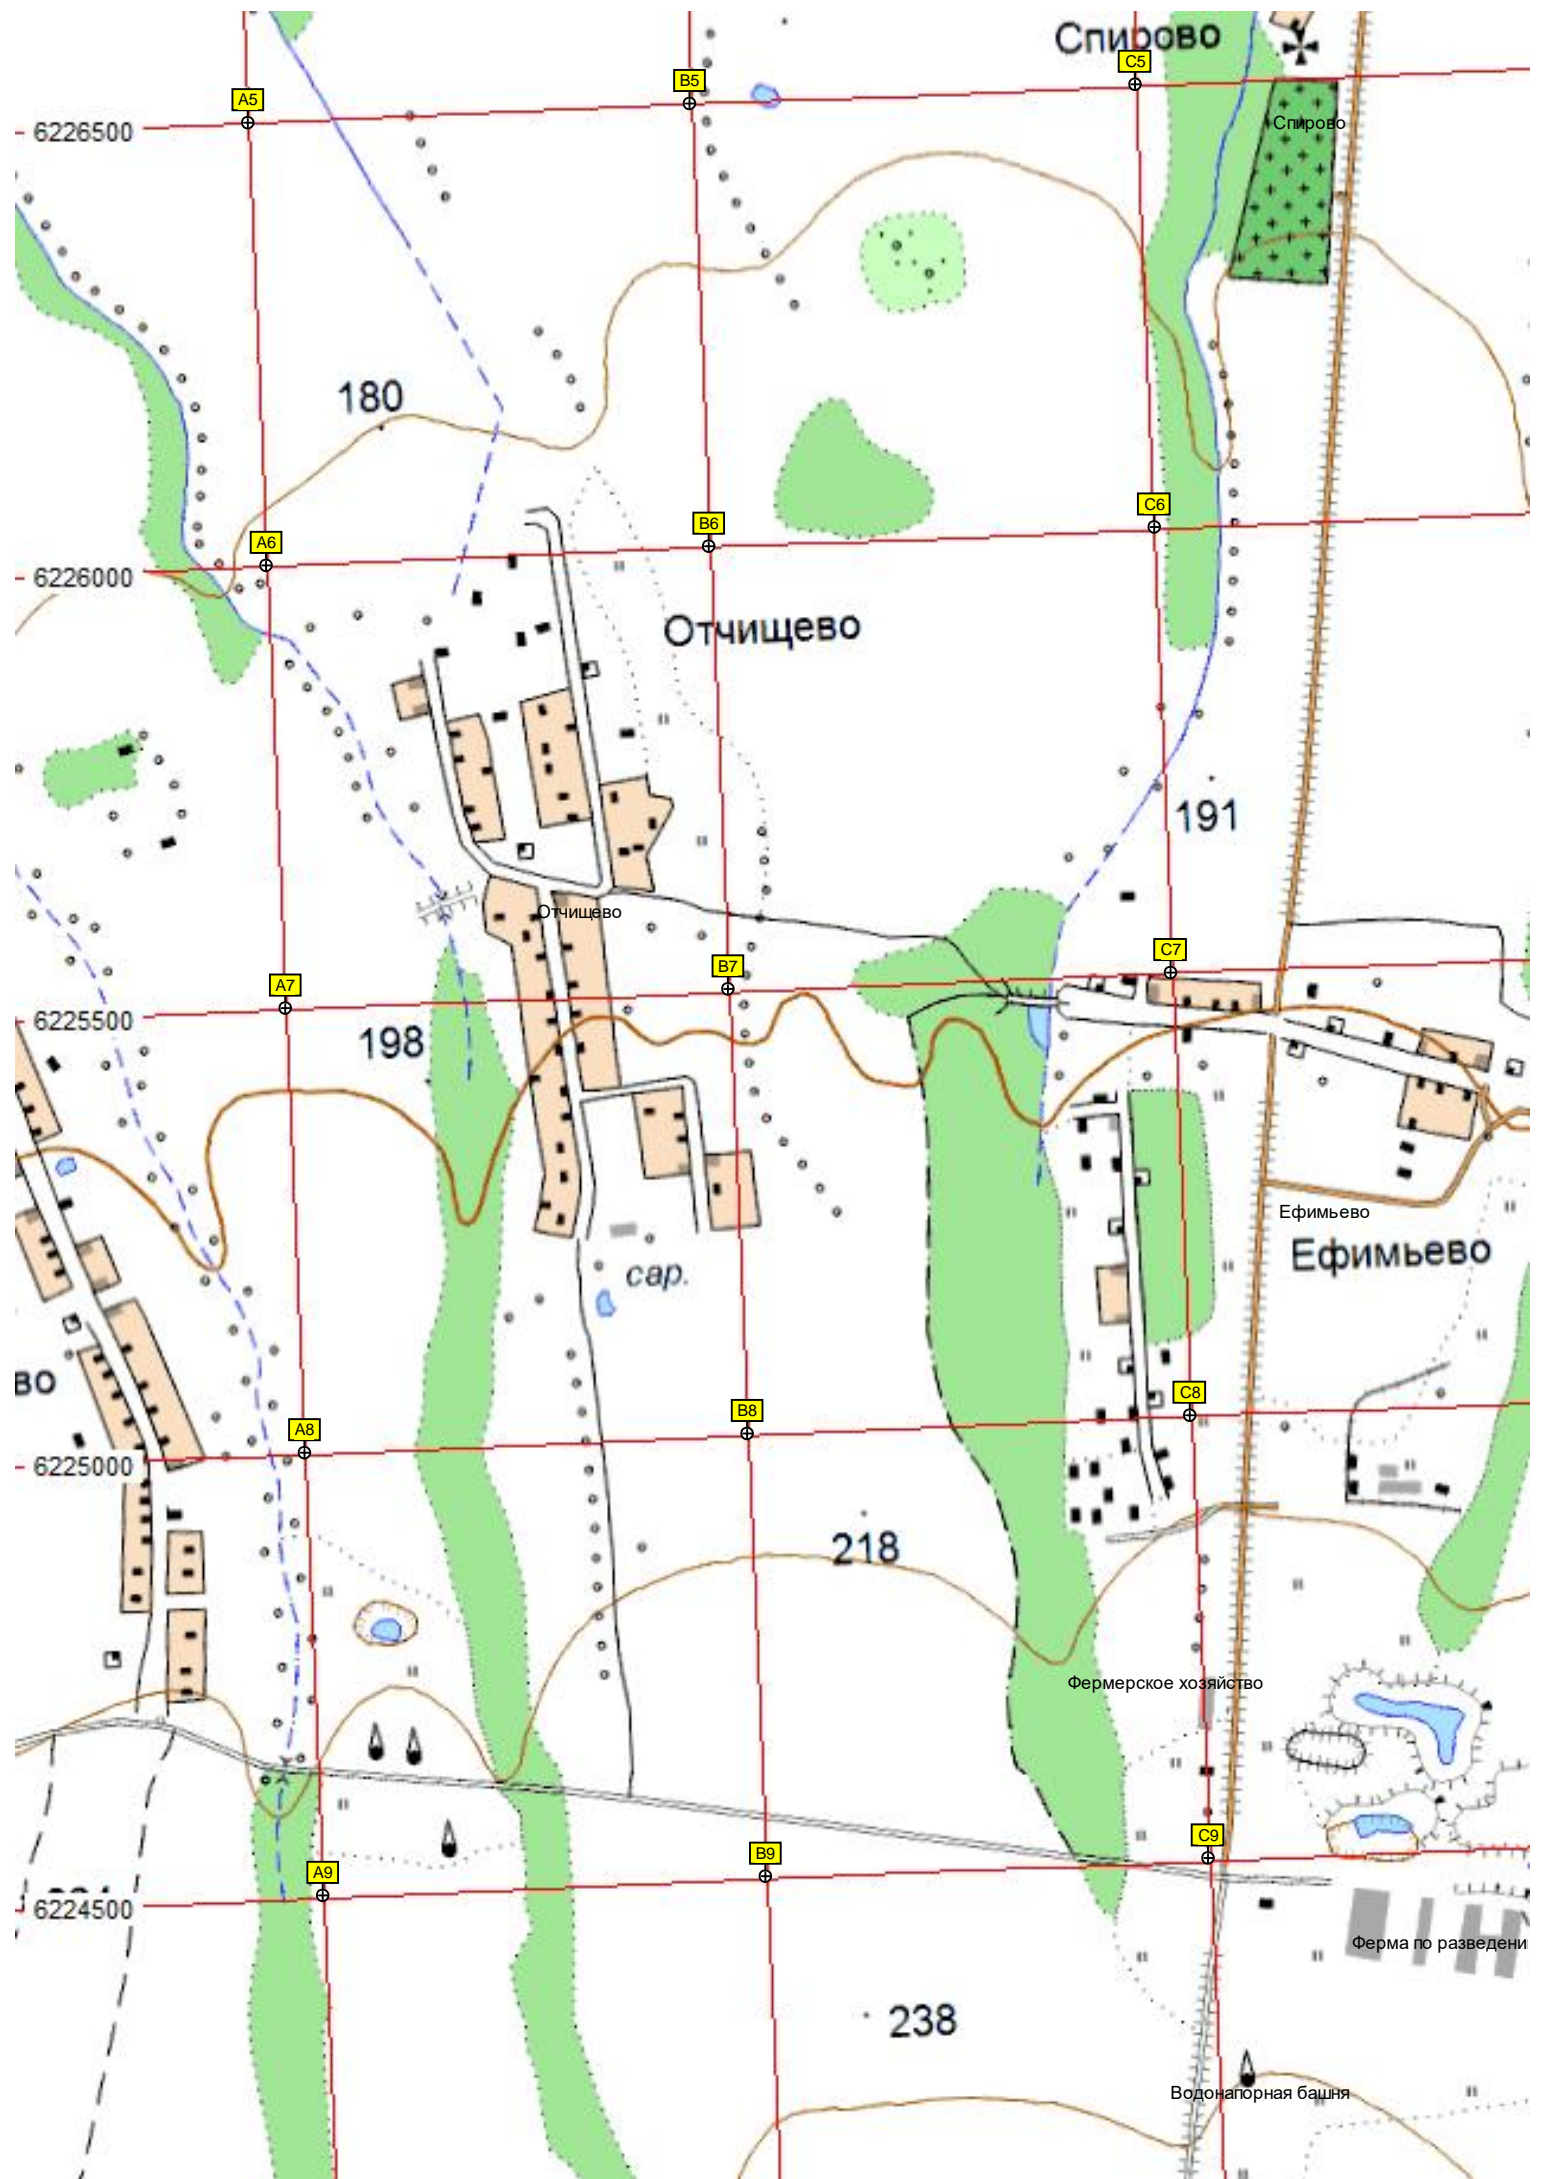 Спирово
C5
B5
A5
6226500
Спирово
180
C6
B6
A6
6226000
Отчищево
191
Отчищево
C7
B7
A7
6225500
198
Ефимьево
Ефимьево
сар.
во
C8
B8
A8
6225000
218
Фермерское хозяйство
C9
B9
A9
6224500
Ферма по разведени
238
Водонапорная башня